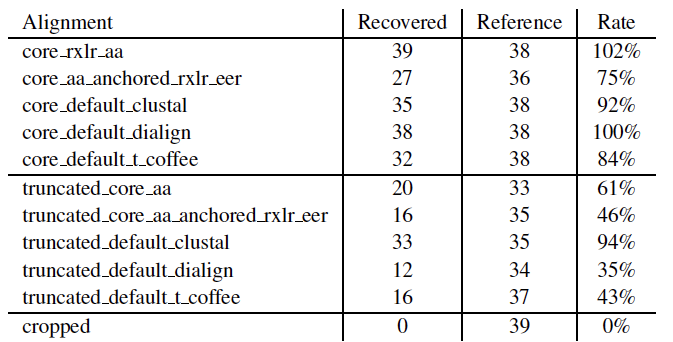 Alignment Recovered Reference Rate
core_rxlr_aa 39 38 102%
core_aa_anchored_rxlr_eer 27 36 75%
core_default_clustal 35 38 92%
core_default_dialign 38 38 100%
core_default_t_coffee 32 38 84%
truncated_core_aa 20 33 61%
truncated_core_aa_anchored_rxlr_eer 16 35 46%
truncated_default_clustal 33 35 94%
truncated_default_dialign 12 34 35%
truncated_default_t_coffee 16 37 43%
cropped 0 39 0%